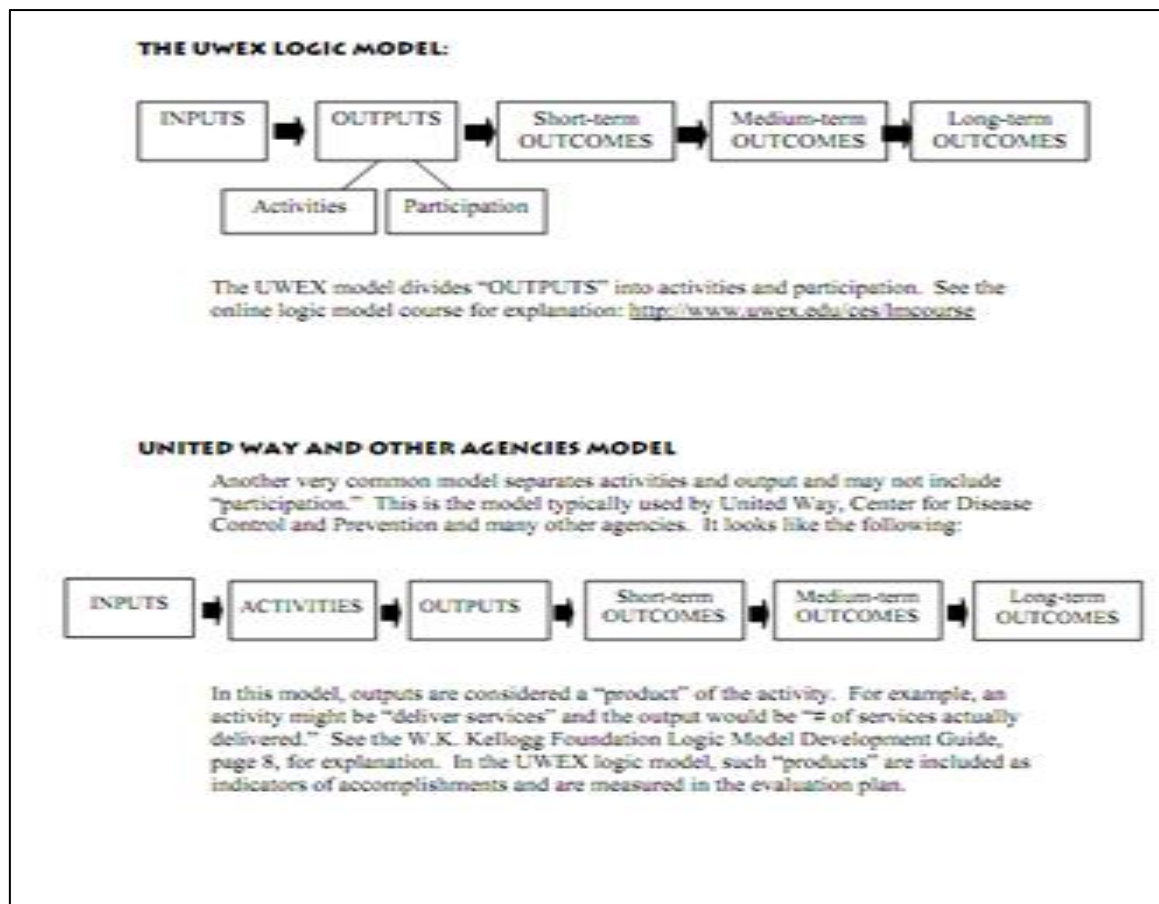 THE UWEX LOGIC MODEL:
INPUTS
OUTPUTS
Short-term
OUTCOMES
Medium-term
OUTCOMES
Long-term
OUTCOMES
Activities
Participation
The UWEX model divides “OUTPUTS” into activities and participation. See the
online logic model course for explanation: http://www.uwex.edu/ces/lmcourse
UNITED WAY AND OTHER AGENCIES MODEL
Another very common model separates activities and output and may not include
“participation.” This is the model typically used by United Way, Center for Disease
Control and Prevention and many other agencies. It looks like the following:
INPUTS
ACTIVITIES
OUTPUTS
Short-term
OUTCOMES
Medium-term
OUTCOMES
Long-term
OUTCOMES
In this model, outputs are considered a “product” of the activity. For example, an
activity might be “deliver services” and the output would be “# of services actually
delivered.” See the W.K. Kellogg Foundation Logic Model Development Guide,
page 8, for explanation. In the UWEX logic model, such “products” are included as
indicators of accomplishments and are measured in the evaluation plan.